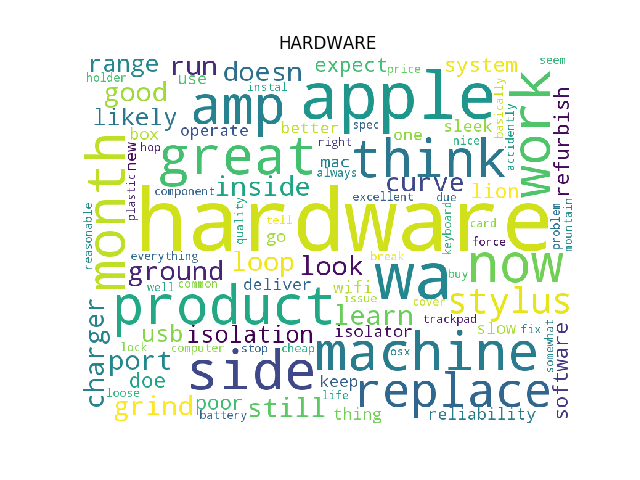 HARDWARE
range
run
doesn
expect
price
system
seem
holder
use
instal
good
amp
apple
basically
work
refurbish
likely
box
operate
better
spec
one
sleek
accidently
month
new
hop
great
mac
right
think
nice
always
plastic
component
inside
excellent
curve
due
lion
problem
mountain
reasonable
hardware
quality
tell
go
keyboard
card
force
everything
ground
loop
look
break
wa
buy
now
well
common
deliver
wifi
issue
cover
stylus
product
learn
trackpad
charger
usb
isolation
isolator
slow
fix
somewhat
software
lock
computer
stop
cheap
osx
machine
port
doe
side
keep
replace
loose
life
grind
poor
battery
still
thing
reliability